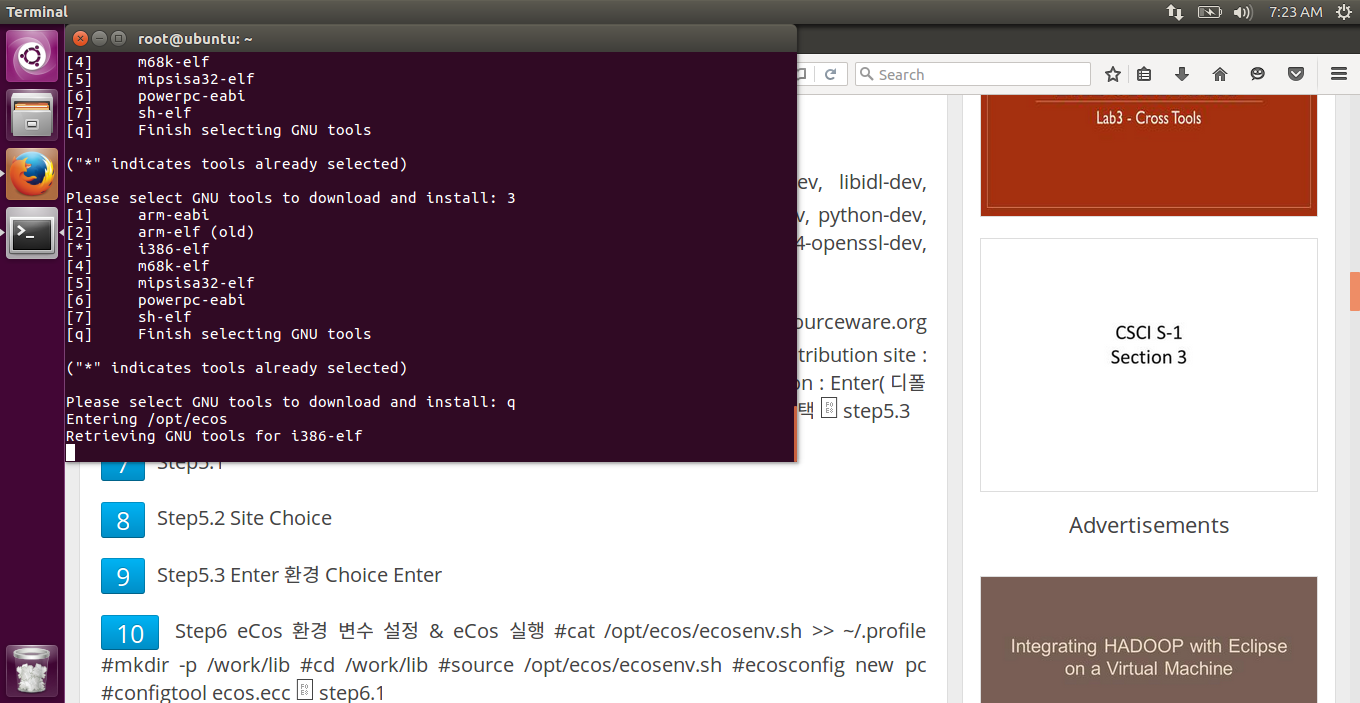 Terminal
7:23 AM
root@ubuntu: ~
[4] m68k-elf
[5] mipsisa32-elf
[6] powerpc-eabi
[7] sh-elf
[q] Finish selecting GNU tools
("*" indicates tools already selected)
Please select GNU tools to download and install: 3
[1] arm-eabi
[2] arm-elf (old)
[*] i386-elf
[4] m68k-elf
[5] mipsisa32-elf
[6] powerpc-eabi
[7] sh-elf
[q] Finish selecting GNU tools
("*" indicates tools already selected)
Please select GNU tools to download and install: q
Entering /opt/ecos
Retrieving GNU tools for i386-elf
Search
libidl-dev,
python-dev,
4-openssl-dev,
ourceware.org
tribution site :
on : Enter( 디폴
택 step5.3
7 Step5.1
8 Step5.2 Site Choice
9 Step5.3 Enter 환경 Choice Enter
10 Step6 eCos 환경 변수 설정 & eCos 실행 #cat /opt/ecos/ecosenv.sh >> ~/.profile
#mkdir -p /work/lib #cd /work/lib #source /opt/ecos/ecosenv.sh #ecosconfig new pc
#configtool ecos.ecc step6.1
Lab3 - Cross Tools
CSCI S-1
Section 3
Advertisements
Integrating HADOOP with Eclipse
on a Virtual Machine